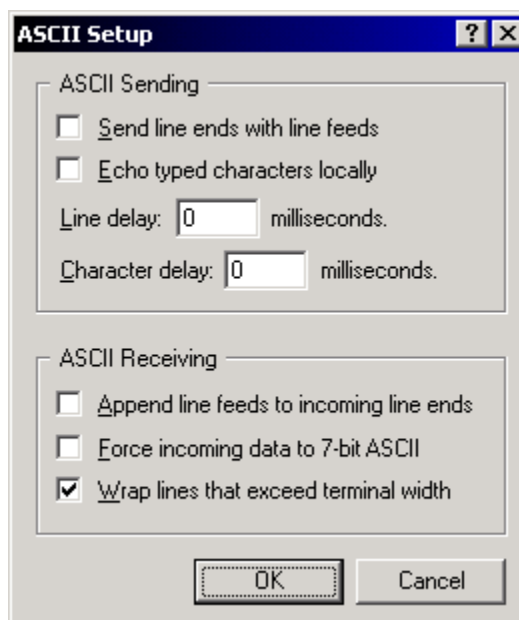 ASCII Setup
ASCII Sending
Send line ends with line feeds
Echo typed characters locally
Line delay: 0 milliseconds.
Character delay: 0 milliseconds.
ASCII Receiving
Append line feeds to incoming line ends
Force incoming data to 7-bit ASCII
Wrap lines that exceed terminal width
OK Cancel